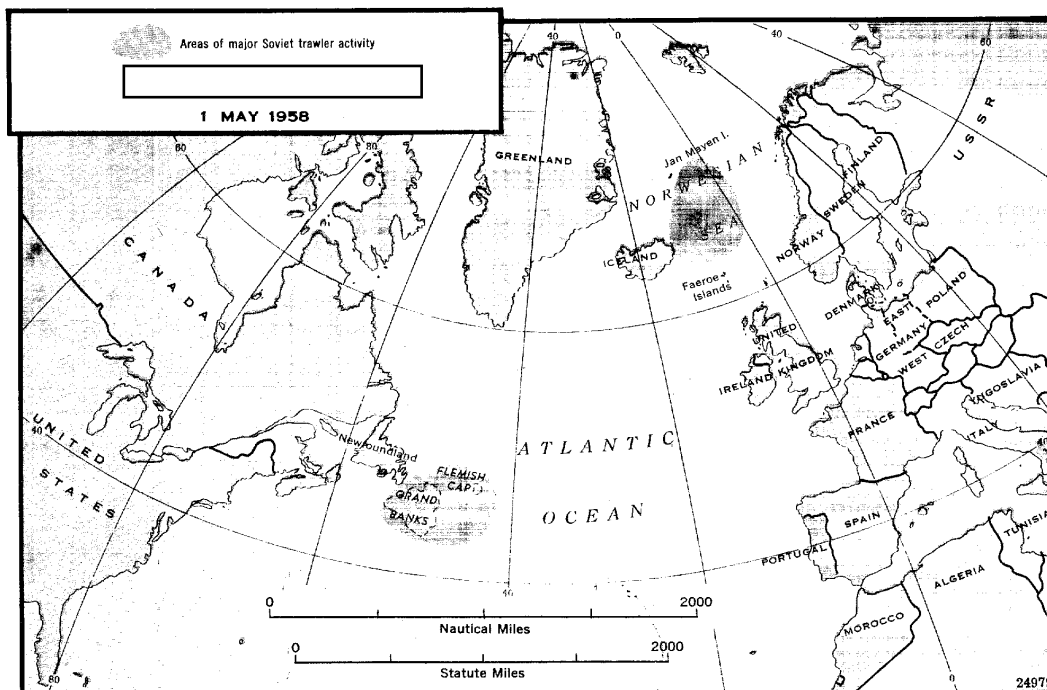 Areas of major Soviet trawler activity
1 MAY 1958
40
0
40
60
USSR
60
80
GREENLAND
Jan Mayen I.
NORWEGIAN
SEA
FINLAND
SWEDEN
NORWAY
ICELAND
Faeroe
Islands
CANADA
DENMARK
EAST
GERMANY
WEST
POLAND
CZECH
UNITED
KINGDOM
IRELAND
YUGOSLAVIA
FRANCE
ITALY
40
UNITED
STATES
40
Newfoundland
FLEMISH
CAP
GRAND
BANKS
ATLANTIC
OCEAN
SPAIN
PORTUGAL
TUNISIA
ALGERIA
MOROCCO
40
0
2000
Nautical Miles
0
2000
Statute Miles
80
0